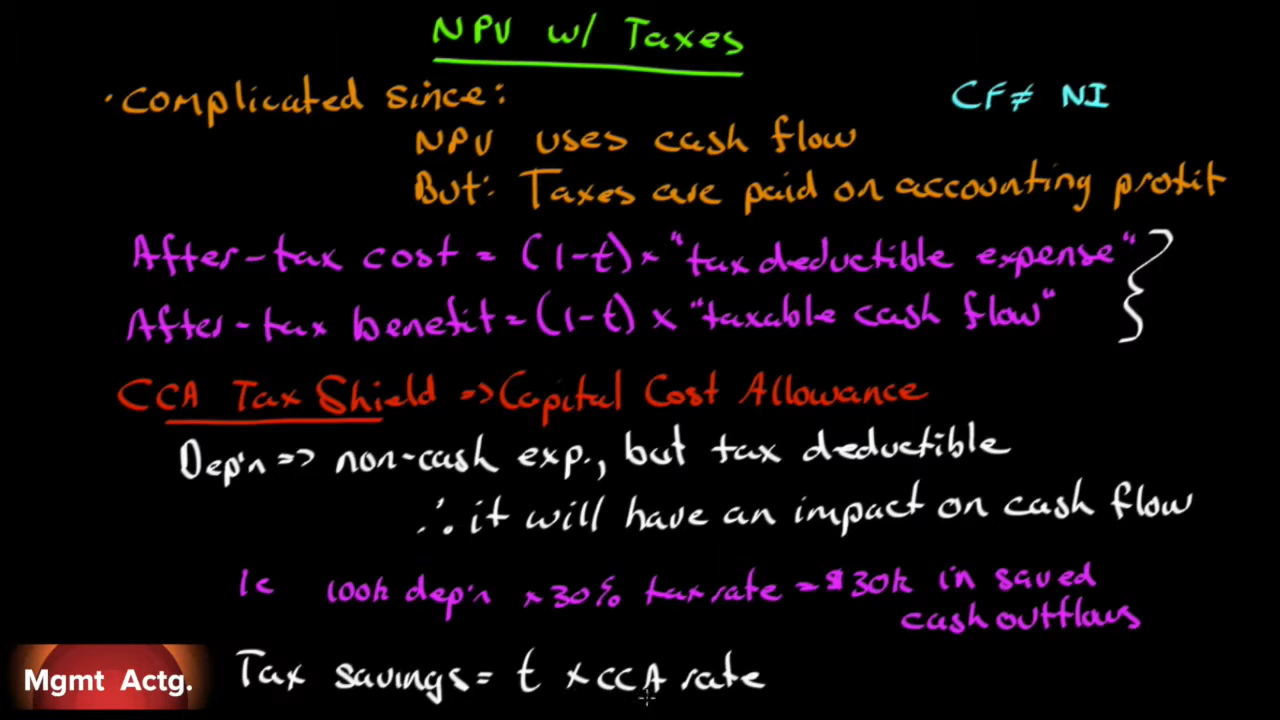 NPV w/ Taxes
· Complicated since:
CF ≠ NI
NPV uses cash flow
But: Taxes are paid on accounting profit
After-tax cost = (1-t) × "tax deductible expense"
After-tax benefit = (1-t) × "taxable cash flow"
CCA Tax Shield => Capital Cost Allowance
Dep'n => non-cash exp., but tax deductible
∴ it will have an impact on cash flow
Ie 100k dep'n × 30% tax rate = $30k in saved
cash outflows
Tax savings = t × CCA rate
Mgmt Actg.